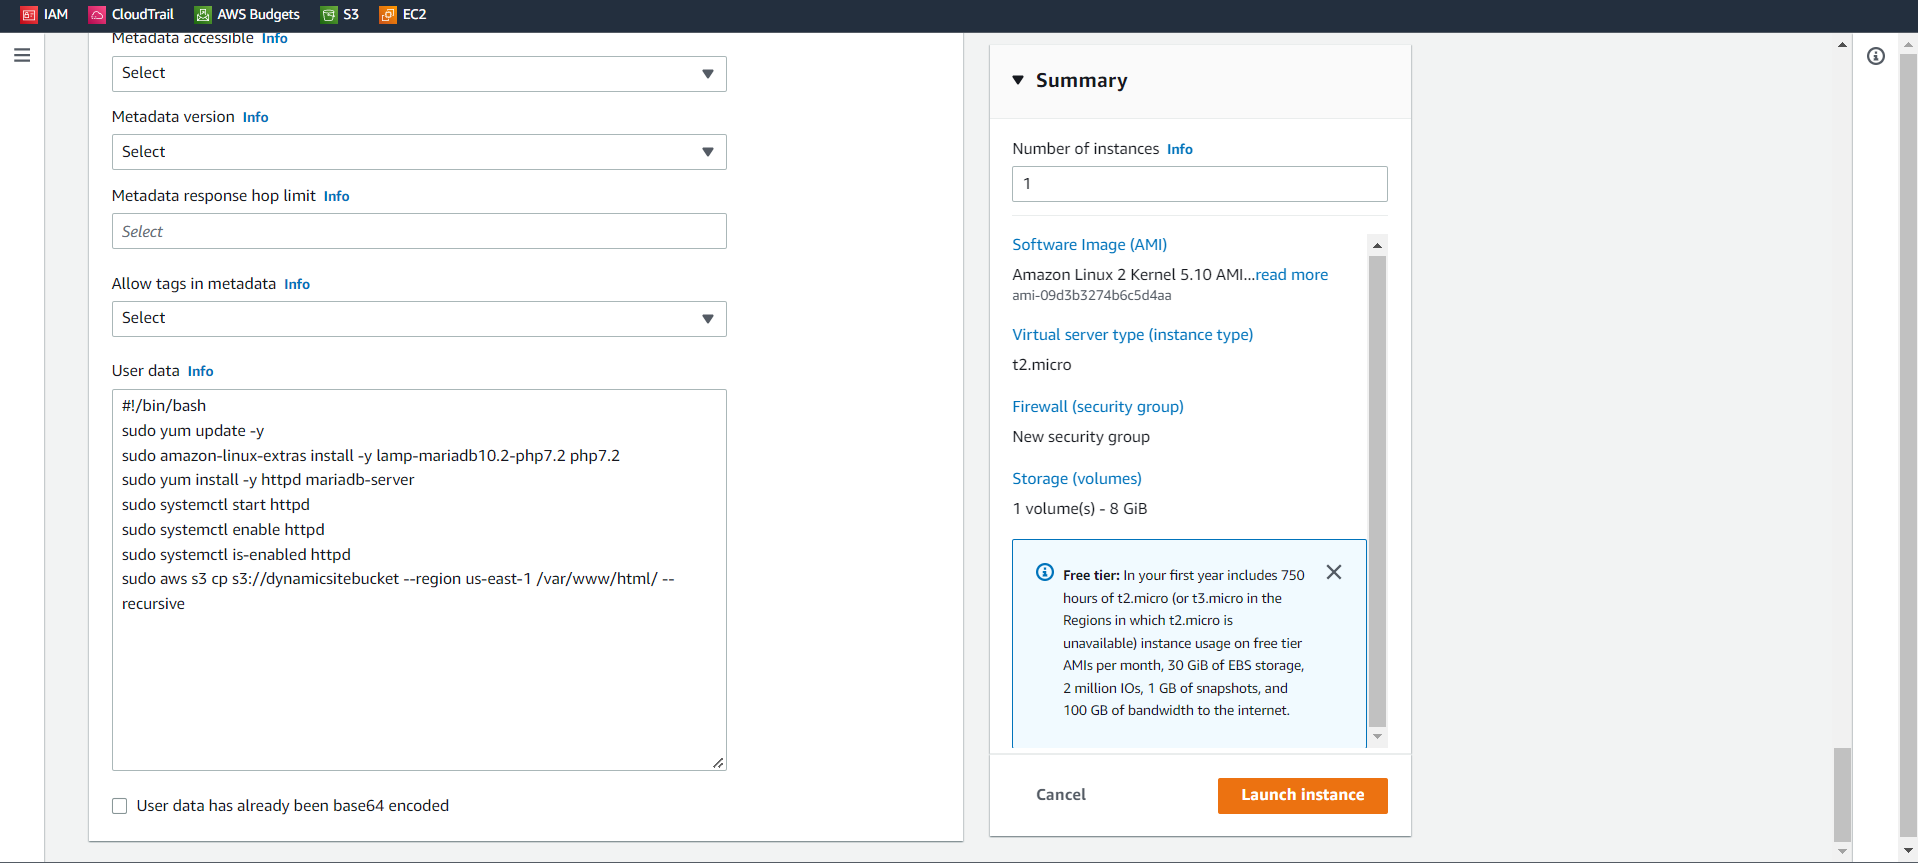 IAM CloudTrail AWS Budgets S3 EC2
Metadata accessible Info
Select
Metadata version Info
Select
Metadata response hop limit Info
Select
Allow tags in metadata Info
Select
User data Info
#!/bin/bash
sudo yum update -y
sudo amazon-linux-extras install -y lamp-mariadb10.2-php7.2 php7.2
sudo yum install -y httpd mariadb-server
sudo systemctl start httpd
sudo systemctl enable httpd
sudo systemctl is-enabled httpd
sudo aws s3 cp s3://dynamicsitebucket --region us-east-1 /var/www/html/ --
recursive
User data has already been base64 encoded
Summary
Number of instances Info
1
Software Image (AMI)
Amazon Linux 2 Kernel 5.10 AMI...read more
ami-09d3b3274b6c5d4aa
Virtual server type (instance type)
t2.micro
Firewall (security group)
New security group
Storage (volumes)
1 volume(s) - 8 GiB
Free tier: In your first year includes 750
hours of t2.micro (or t3.micro in the
Regions in which t2.micro is
unavailable) instance usage on free tier
AMIs per month, 30 GiB of EBS storage,
2 million IOs, 1 GB of snapshots, and
100 GB of bandwidth to the internet.
Cancel
Launch instance